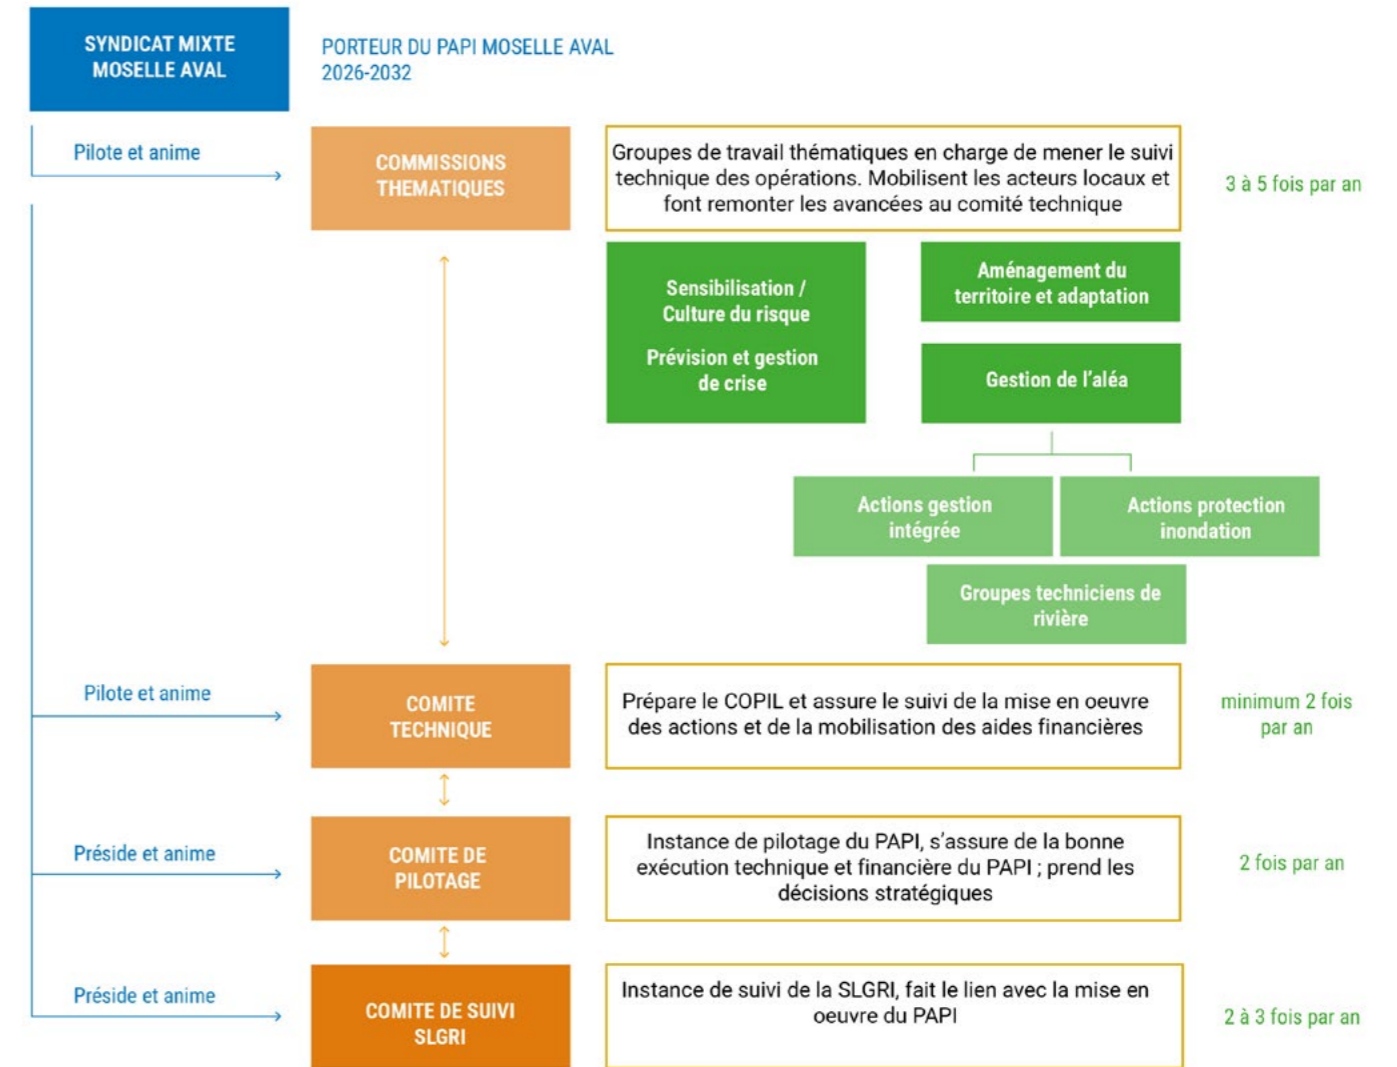 SYNDICAT MIXTE
MOSELLE AVAL
PORTEUR DU PAPI MOSELLE AVAL
2026-2032
Pilote et anime
COMMISSIONS
THEMATIQUES
Groupes de travail thématiques en charge de mener le suivi
technique des opérations. Mobilisent les acteurs locaux et
font remonter les avancées au comité technique
3 à 5 fois par an
Sensibilisation /
Culture du risque
Prévision et gestion
de crise
Aménagement du
territoire et adaptation
Gestion de l'aléa
Actions gestion
intégrée
Actions protection
inondation
Groupes techniciens de
rivière
Pilote et anime
COMITE
TECHNIQUE
Prépare le COPIL et assure le suivi de la mise en oeuvre
des actions et de la mobilisation des aides financières
minimum 2 fois
par an
Préside et anime
COMITE DE
PILOTAGE
Instance de pilotage du PAPI, s'assure de la bonne
exécution technique et financière du PAPI ; prend les
décisions stratégiques
2 fois par an
Préside et anime
COMITE DE SUIVI
SLGRI
Instance de suivi de la SLGRI, fait le lien avec la mise en
oeuvre du PAPI
2 à 3 fois par an